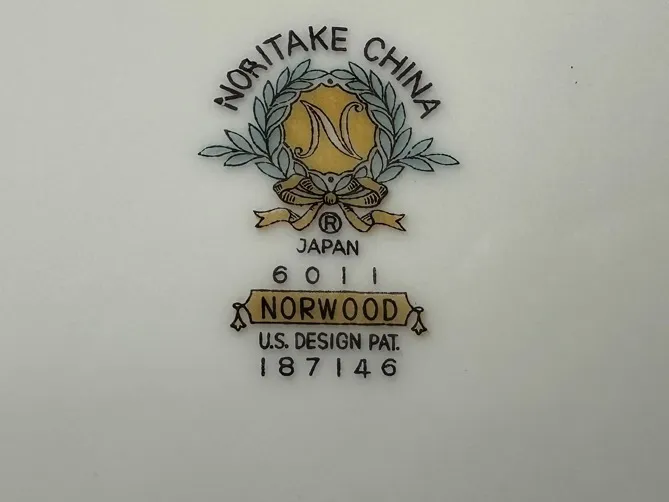 NORITAKE CHINA
N
®
JAPAN
6011
NORWOOD
U.S. DESIGN PAT.
187146